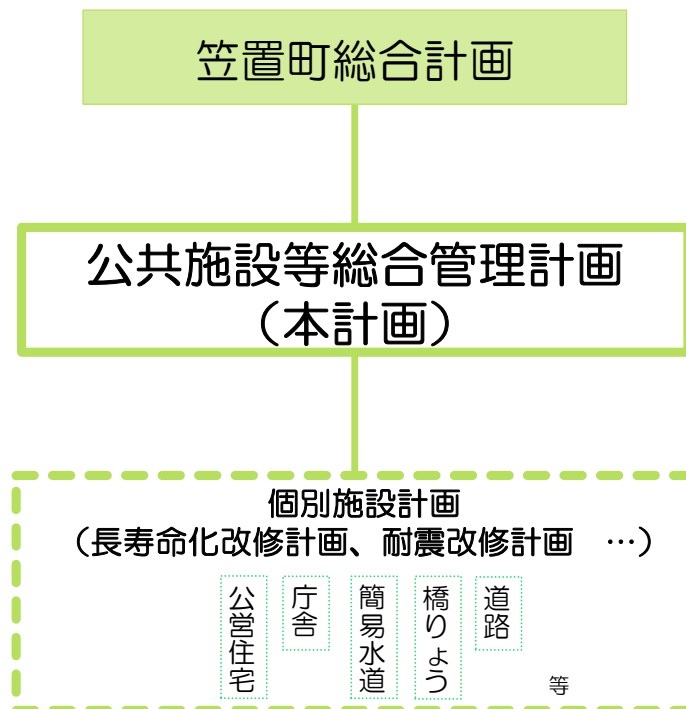 笠置町総合計画
公共施設等総合管理計画
（本計画）
個別施設計画
（長寿命化改修計画、耐震改修計画　…）
公営住宅
庁舎
簡易水道
橋りょう
道路
等